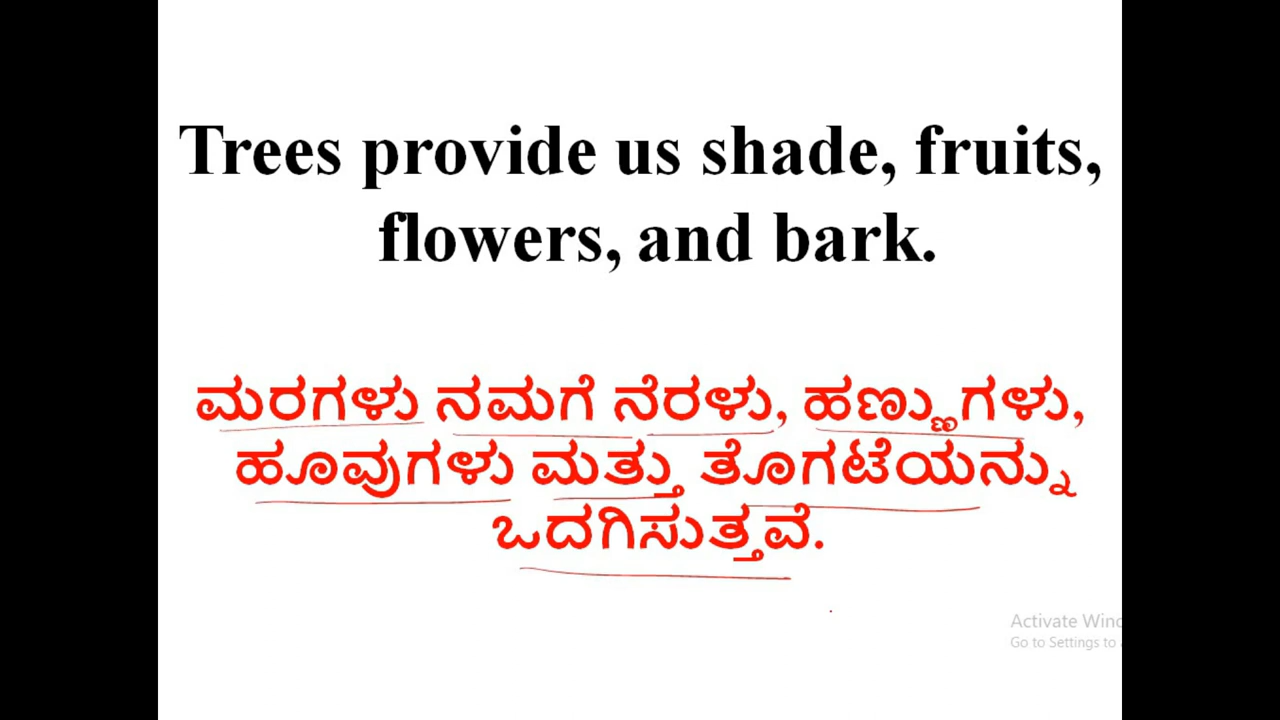 Trees provide us shade, fruits,
flowers, and bark.
ಮರಗಳು ನಮಗೆ ನೆರಳು, ಹಣ್ಣುಗಳು,
ಹೂವುಗಳು ಮತ್ತು ತೊಗಟೆಯನ್ನು
ಒದಗಿಸುತ್ತವೆ.
Activate
Go to Settings to